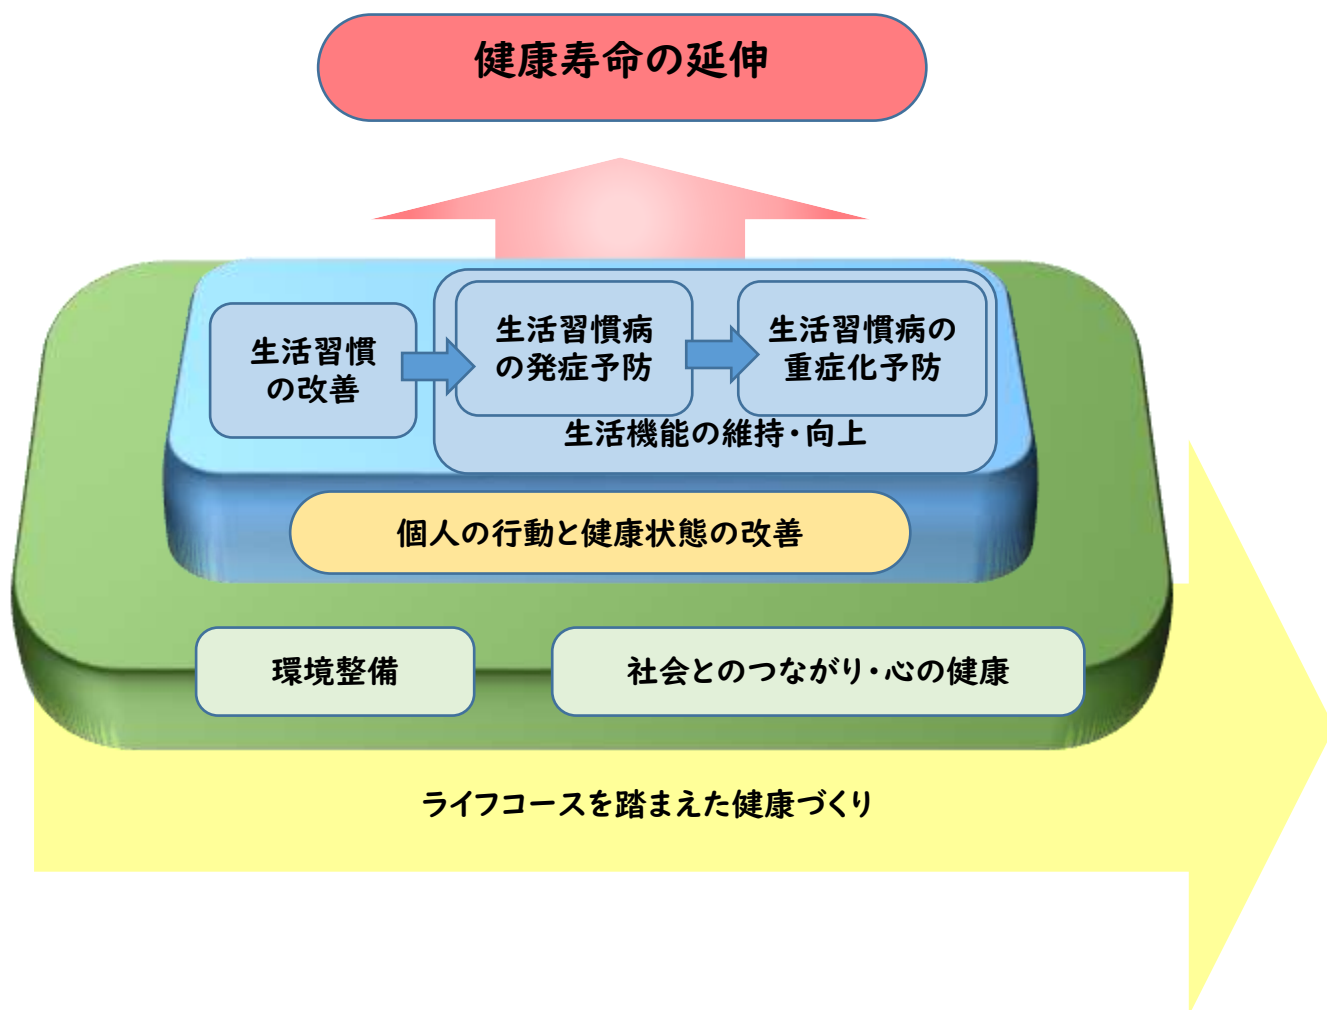 健康寿命の延伸
生活習慣
の改善
生活習慣病
の発症予防
生活習慣病の
重症化予防
生活機能の維持・向上
個人の行動と健康状態の改善
環境整備
社会とのつながり・心の健康
ライフコースを踏まえた健康づくり